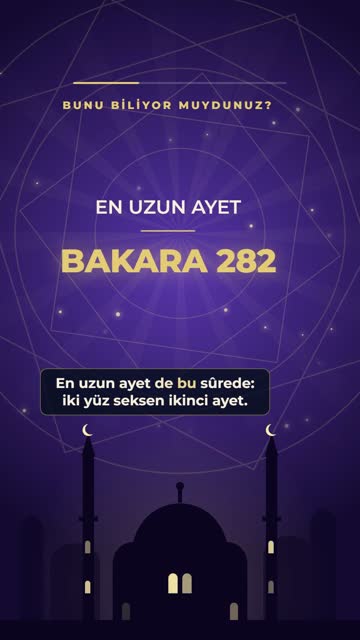 BUNU BİLİYOR MUYDUNUZ?
EN UZUN AYET
BAKARA 282
En uzun ayet de bu sûrede:
iki yüz seksen ikinci ayet.